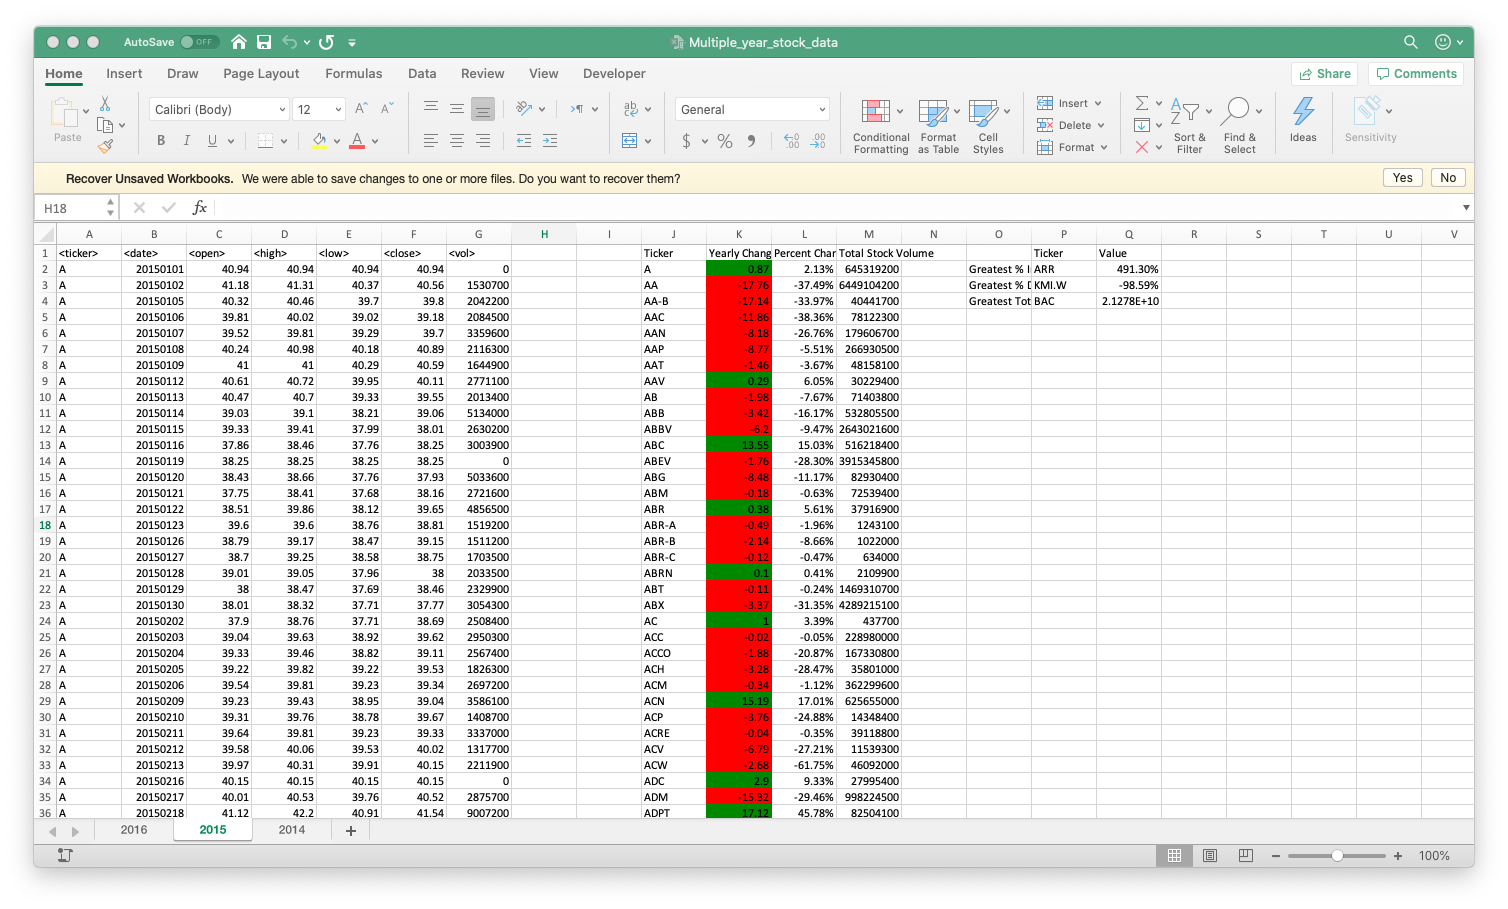 AutoSave OFF Multiple_year_stock_data
Home Insert Draw Page Layout Formulas Data Review View Developer Share Comments
Paste Calibri (Body) 12 A A General Conditional Formatting Format as Table Cell Styles Insert Delete Format Sort & Filter Find & Select Ideas Sensitivity
B I U A ab $ % .00
Recover Unsaved Workbooks. We were able to save changes to one or more files. Do you want to recover them? Yes No
H18 fx
A B C D E F G H I J K L M N O P Q R S T U V
1 <ticker> <date> <open> <high> <low> <close> <vol> Ticker Yearly Chang Percent Char Total Stock Volume Ticker Value
2 A 20150101 40.94 40.94 40.94 40.94 0 A 0.87 2.13% 645319200 Greatest % I ARR 491.30%
3 A 20150102 41.18 41.31 40.37 40.56 1530700 AA -17.76 -37.49% 6449104200 Greatest % D KMI.W -98.59%
4 A 20150105 40.32 40.46 39.7 39.8 2042200 AA-B -17.14 -33.97% 40441700 Greatest Tot BAC 2.1278E+10
5 A 20150106 39.81 40.02 39.02 39.18 2084500 AAC -11.86 -38.36% 78122300
6 A 20150107 39.52 39.81 39.29 39.7 3359600 AAN -8.18 -26.76% 179606700
7 A 20150108 40.24 40.98 40.18 40.89 2116300 AAP -8.77 -5.51% 266930500
8 A 20150109 41 41 40.29 40.59 1644900 AAT -1.46 -3.67% 48158100
9 A 20150112 40.61 40.72 39.95 40.11 2771100 AAV 0.29 6.05% 30229400
10 A 20150113 40.47 40.7 39.33 39.55 2013400 AB -1.98 -7.67% 71403800
11 A 20150114 39.03 39.1 38.21 39.06 5134000 ABB -3.42 -16.17% 532805500
12 A 20150115 39.33 39.41 37.99 38.01 2630200 ABBV -6.2 -9.47% 2643021600
13 A 20150116 37.86 38.46 37.76 38.25 3003900 ABC 13.55 15.03% 516218400
14 A 20150119 38.25 38.25 38.25 38.25 0 ABEV -1.76 -28.30% 3915345800
15 A 20150120 38.43 38.66 37.76 37.93 5033600 ABG -8.48 -11.17% 82930400
16 A 20150121 37.75 38.41 37.68 38.16 2721600 ABM -0.18 -0.63% 72539400
17 A 20150122 38.51 39.86 38.12 39.65 4856500 ABR 0.38 5.61% 37916900
18 A 20150123 39.6 39.6 38.76 38.81 1519200 ABR-A -0.49 -1.96% 1243100
19 A 20150126 38.79 39.17 38.47 39.15 1511200 ABR-B -2.14 -8.66% 1022000
20 A 20150127 38.7 39.25 38.58 38.75 1703500 ABR-C -0.12 -0.47% 634000
21 A 20150128 39.01 39.05 37.96 38 2033500 ABRN 0.1 0.41% 2109900
22 A 20150129 38 38.47 37.69 38.46 2329900 ABT -0.11 -0.24% 1469310700
23 A 20150130 38.01 38.32 37.71 37.77 3054300 ABX -3.37 -31.35% 4289215100
24 A 20150202 37.9 38.76 37.71 38.69 2508400 AC 1 3.39% 437700
25 A 20150203 39.04 39.63 38.92 39.62 2950300 ACC -0.02 -0.05% 228980000
26 A 20150204 39.33 39.46 38.82 39.11 2567400 ACCO -1.88 -20.87% 167330800
27 A 20150205 39.22 39.82 39.22 39.53 1826300 ACH -3.28 -28.47% 35801000
28 A 20150206 39.54 39.81 39.23 39.34 2697200 ACM -0.34 -1.12% 362299600
29 A 20150209 39.23 39.43 38.95 39.04 3586100 ACN 15.19 17.01% 625655000
30 A 20150210 39.31 39.76 38.78 39.67 1408700 ACP -3.76 -24.88% 14348400
31 A 20150211 39.64 39.81 39.23 39.33 3337000 ACRE -0.04 -0.35% 39118800
32 A 20150212 39.58 40.06 39.53 40.02 1317700 ACV -6.79 -27.21% 11539300
33 A 20150213 39.97 40.31 39.91 40.15 2211900 ACW -2.68 -61.75% 46092000
34 A 20150216 40.15 40.15 40.15 40.15 0 ADC 2.9 9.33% 27995400
35 A 20150217 40.01 40.53 39.76 40.52 2875700 ADM -15.32 -29.46% 998224500
36 A 20150218 41.12 42.2 40.91 41.54 9007200 ADPT 17.12 45.78% 82504100
2016 2015 2014 +
100%